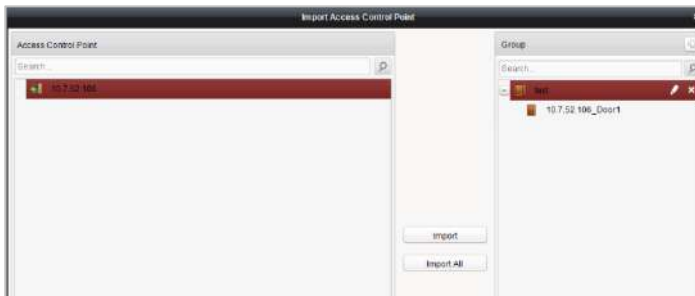 Import Access Control Point
Access Control Point
Search...
10.7.52.106
Import
Import All
Group
Search...
test
10.7.52.106_Door1